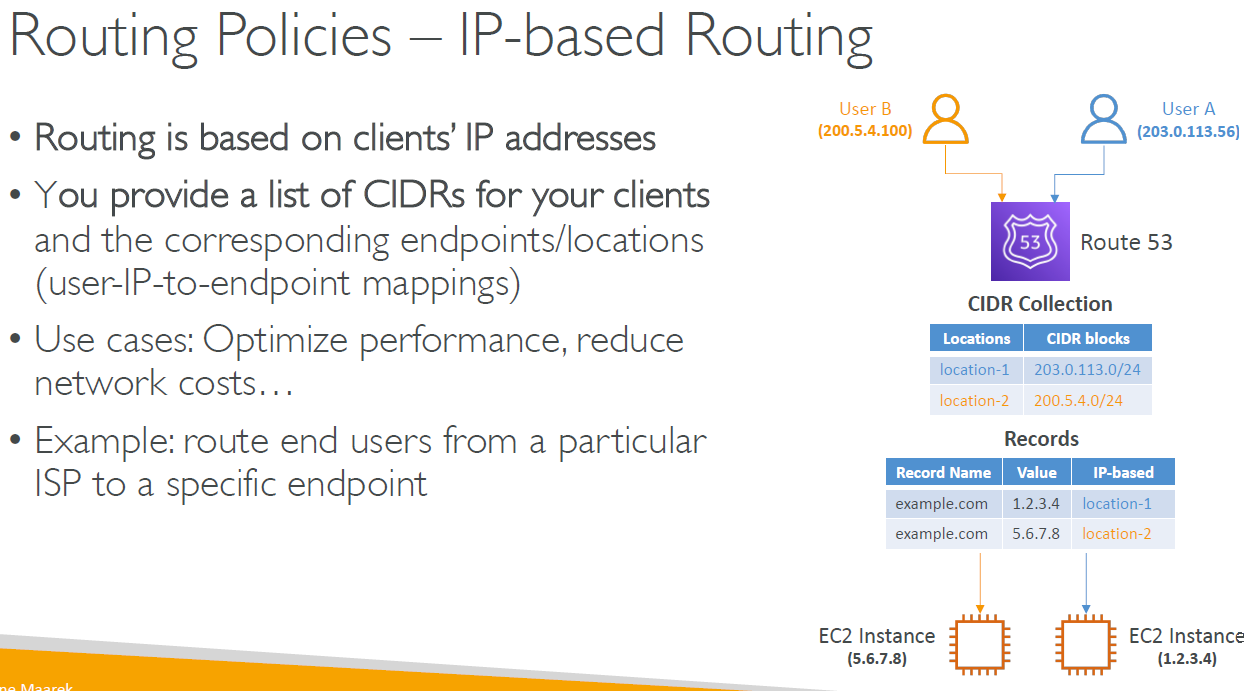 Routing Policies – IP-based Routing
• Routing is based on clients’ IP addresses
• You provide a list of CIDRs for your clients
and the corresponding endpoints/locations
(user-IP-to-endpoint mappings)
• Use cases: Optimize performance, reduce
network costs…
• Example: route end users from a particular
ISP to a specific endpoint
User B
(200.5.4.100)
User A
(203.0.113.56)
53
Route 53
CIDR Collection
Locations CIDR blocks
location-1 203.0.113.0/24
location-2 200.5.4.0/24
Records
Record Name Value IP-based
example.com 1.2.3.4 location-1
example.com 5.6.7.8 location-2
EC2 Instance
(5.6.7.8)
EC2 Instance
(1.2.3.4)
Maarek